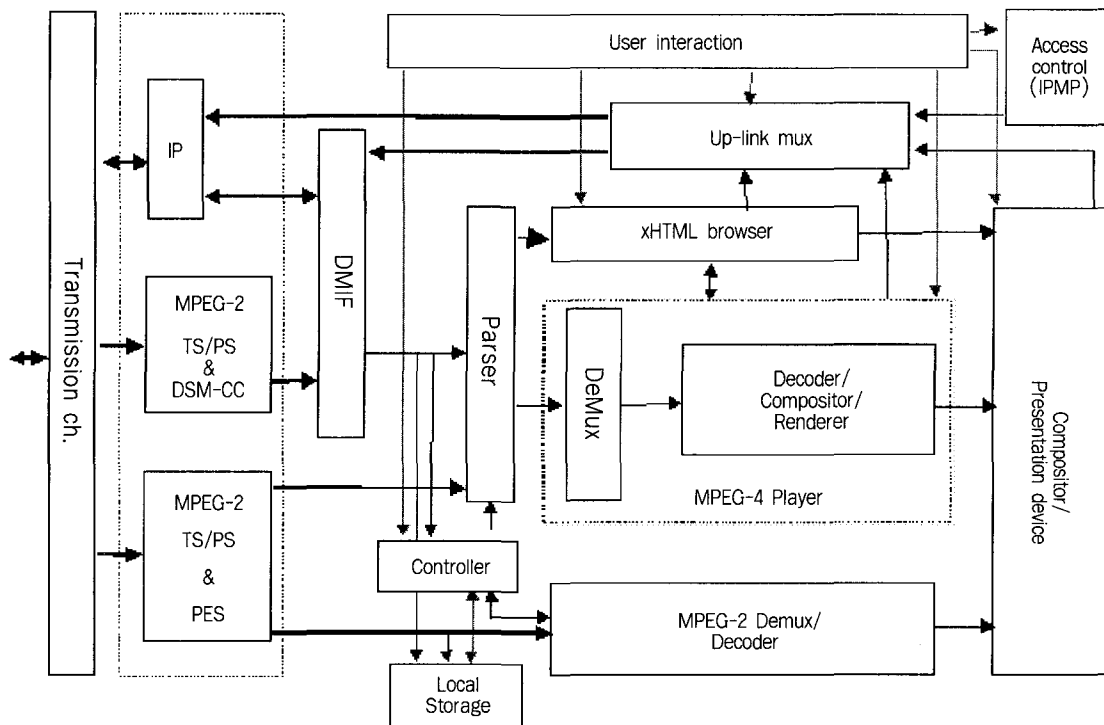 User interaction
Access
control
(IPMP)
IP
Up-link mux
xHTML browser
Transmission ch.
MPEG-2
TS/PS
&
DSM-CC
DMIF
Parser
DeMux
Decoder/
Compositor/
Renderer
MPEG-4 Player
Compositor/
Presentation device
MPEG-2
TS/PS
&
PES
Controller
MPEG-2 Demux/
Decoder
Local
Storage